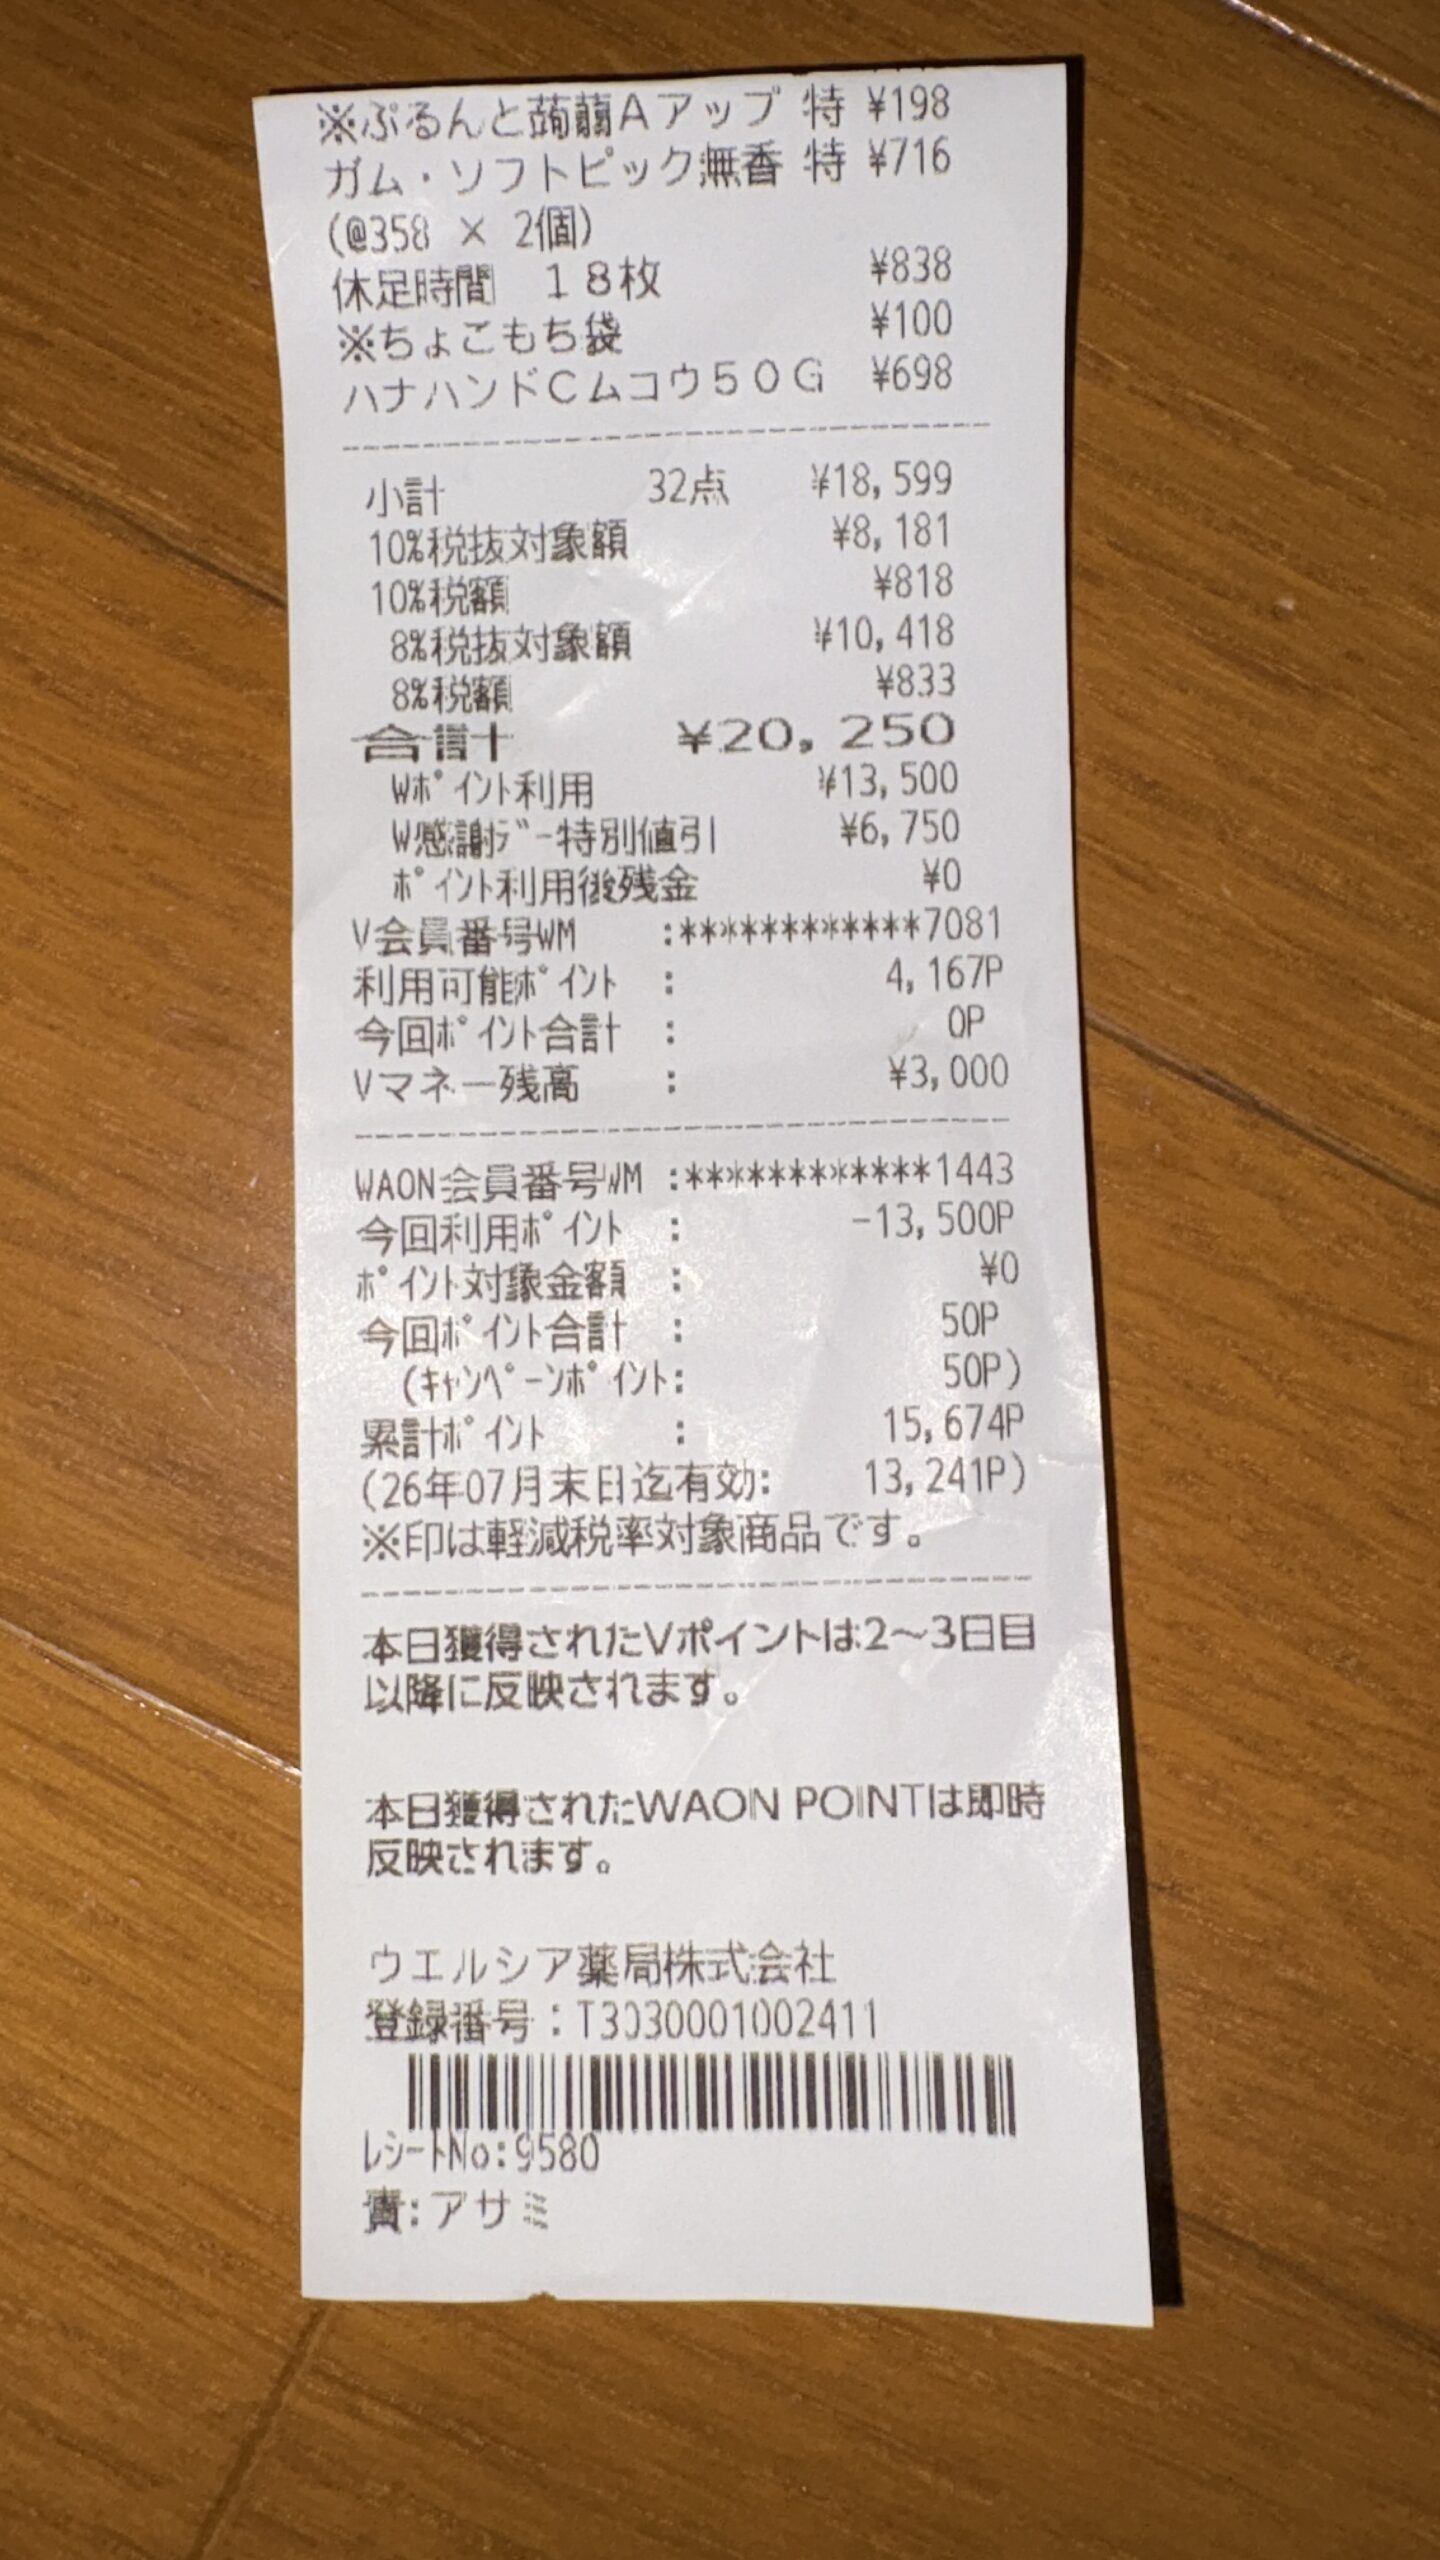 ※ぷるんと蒟蒻Aアップ 特 ¥198
ガム・ソフトピック無香 特 ¥716
(@358 × 2個)
休足時間 18枚 ¥838
※ちょこもち袋 ¥100
ハナハンドCムコウ50G ¥698
小計 32点 ¥18,599
10%税抜対象額 ¥8,181
10%税額 ¥818
8%税抜対象額 ¥10,418
8%税額 ¥833
合計 ¥20,250
Wポイント利用 ¥13,500
W感謝デー特別値引 ¥6,750
ポイント利用後残金 ¥0
V会員番号WM :************7081
利用可能ポイント : 4,167P
今回ポイント合計 : 0P
Vマネー残高 : ¥3,000
WAON会員番号WM :************1443
今回利用ポイント : -13,500P
ポイント対象金額 : ¥0
今回ポイント合計 : 50P
(キャンペーンポイント: 50P)
累計ポイント : 15,674P
(26年07月末日迄有効: 13,241P)
※印は軽減税率対象商品です。
本日獲得されたVポイントは2～3日目
以降に反映されます。
本日獲得されたWAON POINTは即時
反映されます。
ウエルシア薬局株式会社
登録番号:T3030001002411
レシートNo:9580
責:アサミ